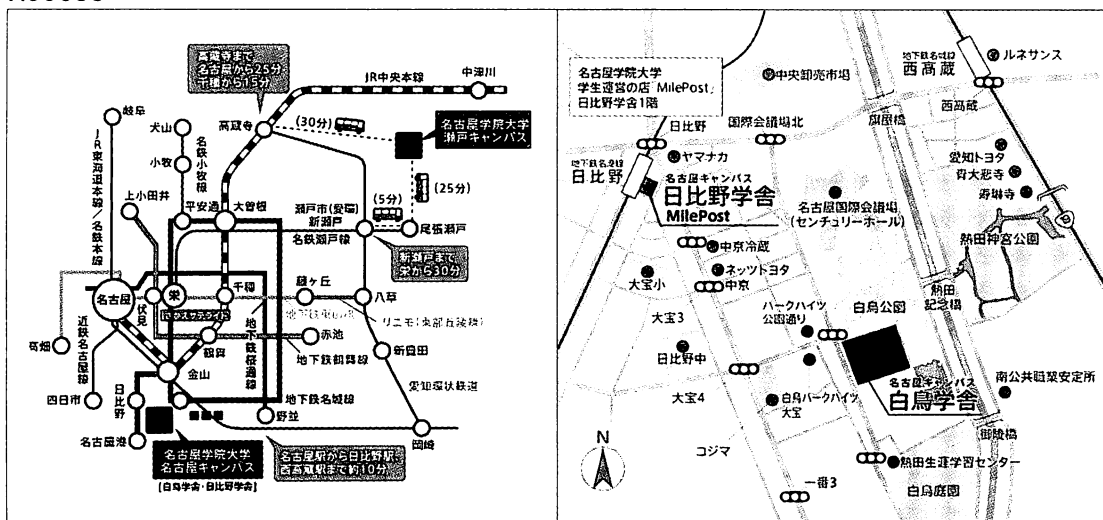 高蔵寺まで
名古屋から25分
千種から15分
JR中央本線
中津川
岐阜
犬山
JR東海道本線/名鉄本線
名鉄小牧線
小牧
上小田井
平安通
大曽根
高蔵寺
(30分)
名古屋学院大学
瀬戸キャンパス
(25分)
(5分)
瀬戸市(愛環)
新瀬戸
名鉄瀬戸線
尾張瀬戸
新瀬戸まで
栄から30分
名古屋
伏見
栄
千種
藤ヶ丘
八草
リニモ(東部丘陵線)
鶴舞
赤池
地下鉄鶴舞線
地下鉄桜通線
近鉄名古屋線
高畑
金山
新豊田
愛知環状鉄道
四日市
日比野
名古屋港
地下鉄名城線
野並
岡崎
名古屋学院大学
名古屋キャンパス
[白鳥学舎・日比野学舎]
名古屋駅から日比野駅、
西高蔵駅まで約10分
名古屋学院大学
学生運営の店「MilePost」
日比野学舎1階
中央卸売市場
地下鉄名城線
西高蔵
ルネサンス
西高蔵
旗屋橋
国際会議場北
日比野
地下鉄名港線
日比野
ヤマナカ
名古屋キャンパス
日比野学舎
MilePost
愛知トヨタ
寿琳寺
名古屋国際会議場
(センチュリーホール)
熱田神宮公園
中京冷蔵
ネッツトヨタ
中京
大宝小
大宝3
パークハイツ
公園通り
白鳥公園
熱田
記念橋
日比野中
大宝4
白鳥パークハイツ
大宝
名古屋キャンパス
白鳥学舎
南公共職業安定所
御陵橋
コジマ
N
熱田生涯学習センター
一番3
白鳥庭園